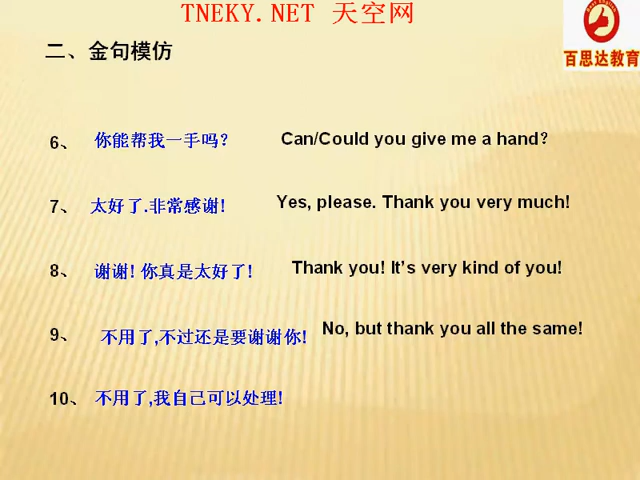 TNEKY.NET 天空网
百思达教育
二、金句模仿
6、 你能帮我一手吗? Can/Could you give me a hand?
7、 太好了.非常感谢! Yes, please. Thank you very much!
8、 谢谢! 你真是太好了! Thank you! It's very kind of you!
9、 不用了,不过还是要谢谢你! No, but thank you all the same!
10、 不用了,我自己可以处理!